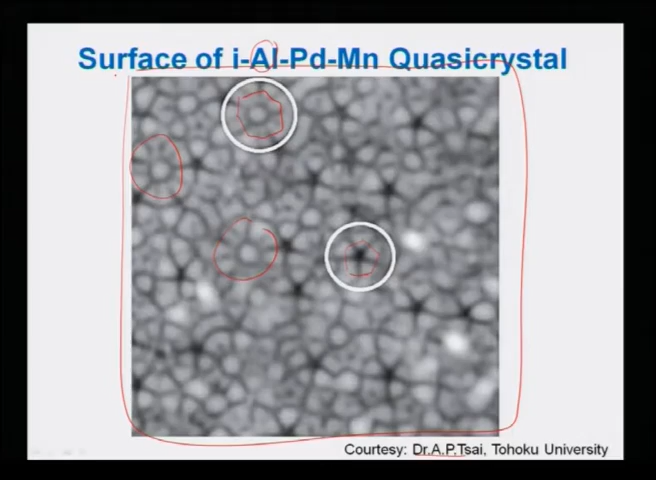 Surface of i-Al-Pd-Mn Quasicrystal
Courtesy: Dr.A.P.Tsai, Tohoku University